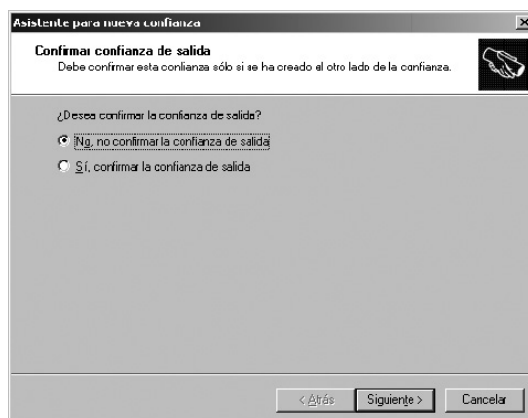 Asistente para nueva confianza
Confirmar confianza de salida
Debe confirmar esta confianza sólo si se ha creado el otro lado de la confianza.
¿Desea confirmar la confianza de salida?
No, no confirmar la confianza de salida
Sí, confirmar la confianza de salida
< Atrás Siguiente > Cancelar